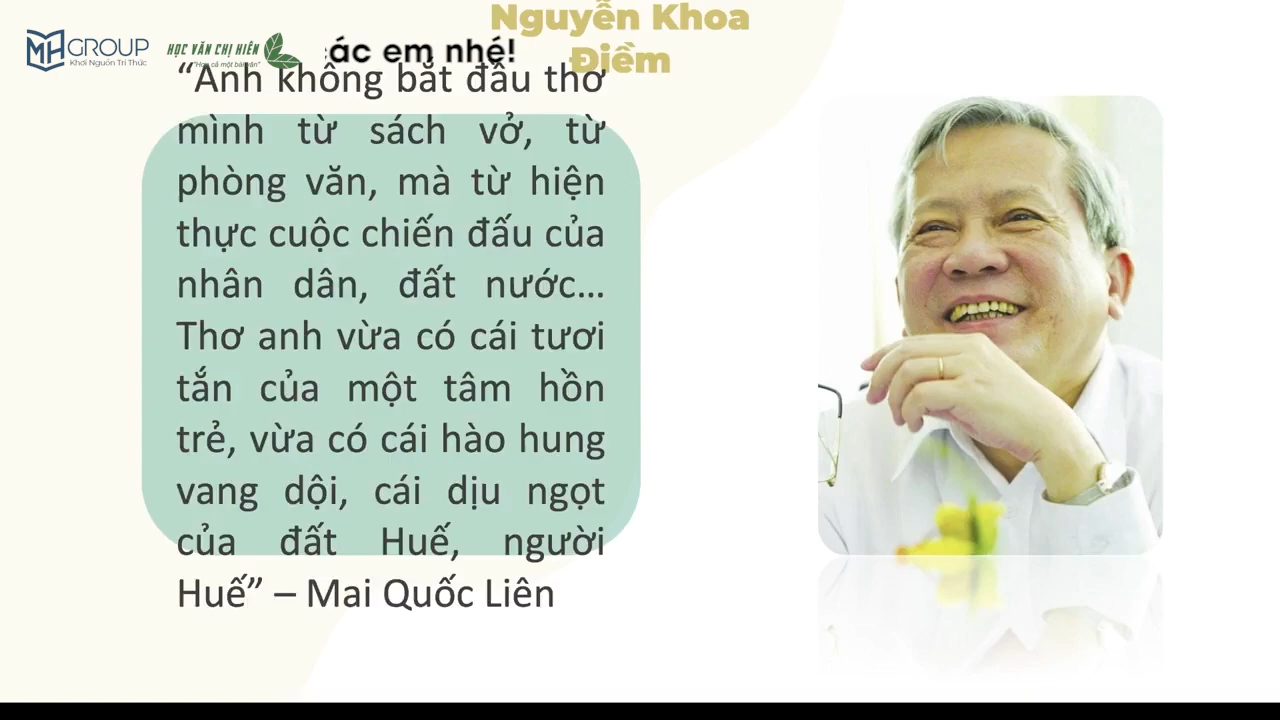 Nguyễn Khoa
Điềm
MH GROUP
Khơi Nguồn Tri Thức
HỌC VĂN CHỊ HIÊN
ác em nhé!
“Anh không bắt đầu thơ
mình từ sách vở, từ
phòng văn, mà từ hiện
thực cuộc chiến đấu của
nhân dân, đất nước…
Thơ anh vừa có cái tươi
tắn của một tâm hồn
trẻ, vừa có cái hào hung
vang dội, cái dịu ngọt
của đất Huế, người
Huế” – Mai Quốc Liên